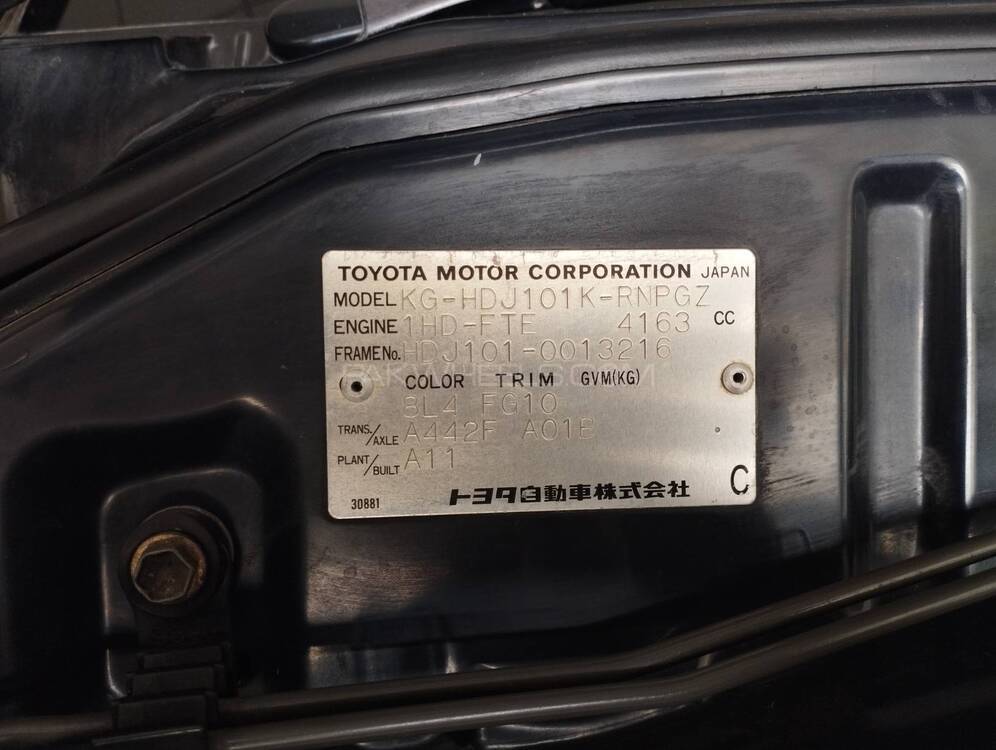 TOYOTA MOTOR CORPORATION JAPAN
MODEL KG-HDJ101K-RNPGZ
ENGINE 1HD-FTE 4163 CC
FRAME No. HDJ101-0013216
COLOR TRIM GVM(KG)
8L4 FG10
TRANS./AXLE A442F A01B
PLANT/BUILT A11
30881 トヨタ自動車株式会社 C